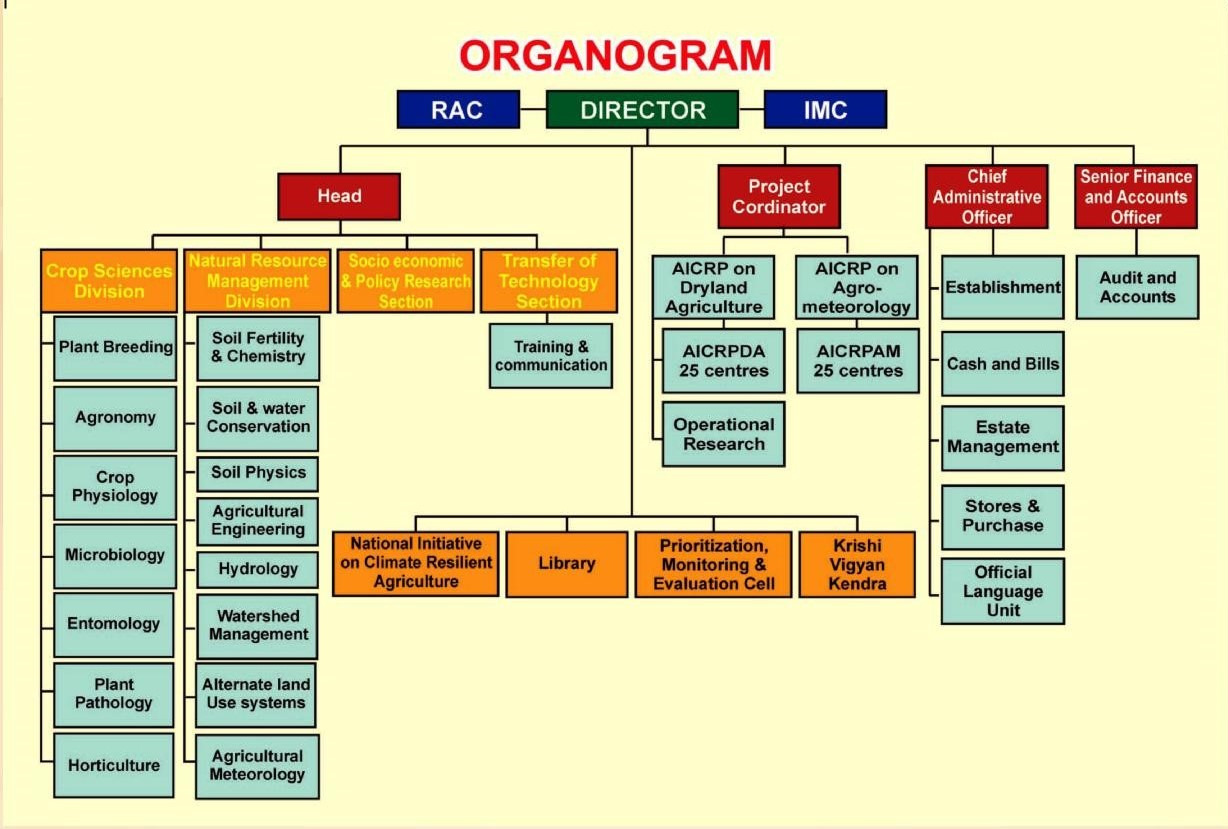 ORGANOGRAM
RAC
DIRECTOR
IMC
Head
Project
Cordinator
Chief
Administrative
Officer
Senior Finance
and Accounts
Officer
Crop Sciences
Division
Natural Resource
Management
Division
Socio economic
& Policy Research
Section
Transfer of
Technology
Section
AICRP on
Dryland
Agriculture
AICRP on
Agro-
meteorology
Establishment
Audit and
Accounts
Plant Breeding
Agronomy
Crop
Physiology
Microbiology
Entomology
Plant
Pathology
Horticulture
Soil Fertility
& Chemistry
Soil & water
Conservation
Soil Physics
Agricultural
Engineering
Hydrology
Watershed
Management
Alternate land
Use systems
Agricultural
Meteorology
Training &
communication
AICRPDA
25 centres
Operational
Research
AICRPAM
25 centres
Cash and Bills
Estate
Management
Stores &
Purchase
Official
Language
Unit
National Initiative
on Climate Resilient
Agriculture
Library
Prioritization,
Monitoring &
Evaluation Cell
Krishi
Vigyan
Kendra